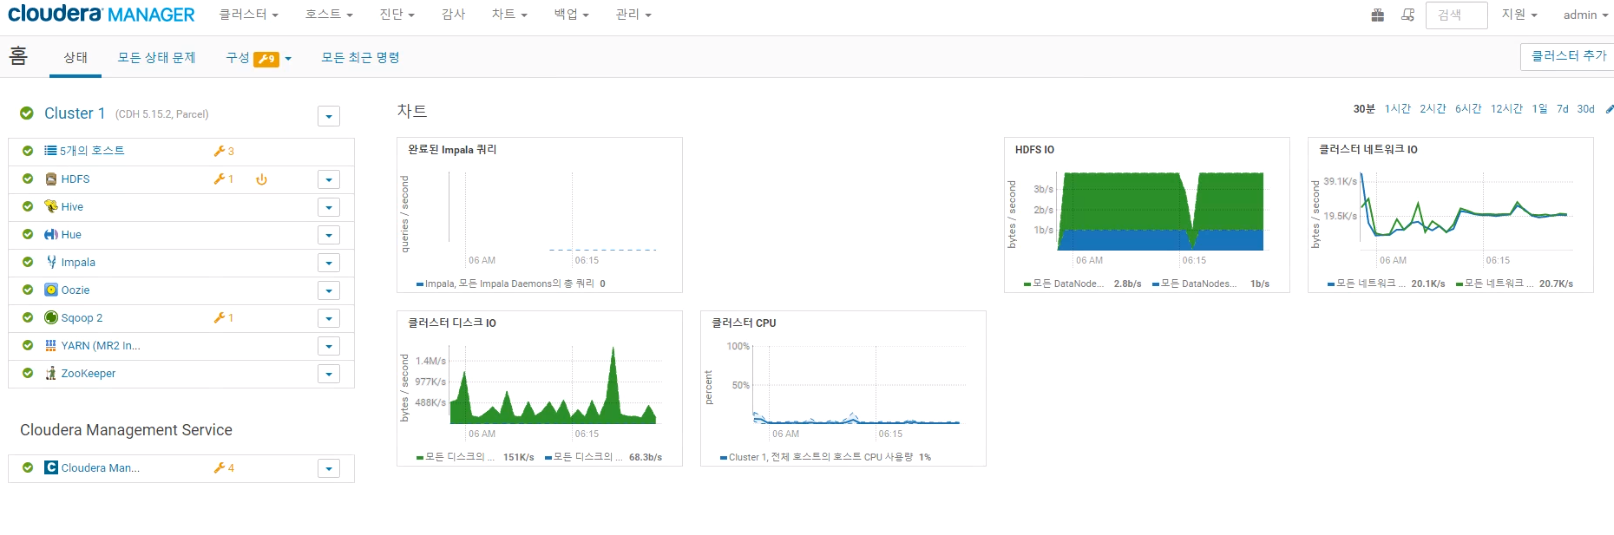 cloudera MANAGER 클러스터 호스트 진단 감사 차트 백업 관리 검색 지원 admin
홈 상태 모든 상태 문제 구성 9 모든 최근 명령 클러스터 추가
Cluster 1 (CDH 5.15.2, Parcel)
5개의 호스트 3
HDFS 1
Hive
Hue
Impala
Oozie
Sqoop 2 1
YARN (MR2 In...
ZooKeeper
Cloudera Management Service
Cloudera Man... 4
차트 30분 1시간 2시간 6시간 12시간 1일 7d 30d
완료된 Impala 쿼리
queries / second
06 AM 06:15
Impala, 모든 Impala Daemons의 총 쿼리 0
HDFS IO
bytes / second
3b/s
2b/s
1b/s
06 AM 06:15
모든 DataNode... 2.8b/s 모든 DataNodes... 1b/s
클러스터 네트워크 IO
bytes / second
39.1K/s
19.5K/s
06 AM 06:15
모든 네트워크 ... 20.1K/s 모든 네트워크 ... 20.7K/s
클러스터 디스크 IO
bytes / second
1.4M/s
977K/s
488K/s
06 AM 06:15
모든 디스크의 ... 151K/s 모든 디스크의 ... 68.3b/s
클러스터 CPU
percent
100%
50%
06 AM 06:15
Cluster 1, 전체 호스트의 호스트 CPU 사용량 1%